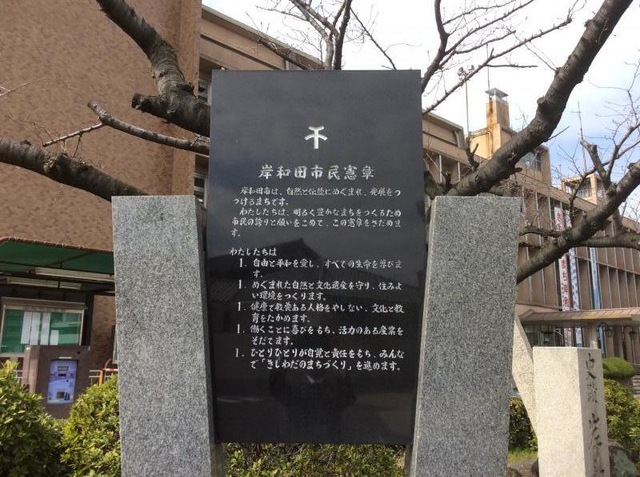 岸和田市民憲章
岸和田市は、自然と伝統にめぐまれ、発展をつ
づけるまちです。
わたしたちは、明るく豊かなまちをつくるため
市民の誇りと願いをこめて、この憲章をさだめま
す。
わたしたちは
1. 自由と平和を愛し、すべての生命を尊びま
す。
1. めぐまれた自然と文化遺産を守り、住みよ
い環境をつくります。
1. 健康で教養ある人格をやしない、文化と教
育をたかめます。
1. 働くことに喜びをもち、活力のある産業を
そだてます。
1. ひとりひとりが自覚と責任をもち、みんな
で「きしわだのまちづくり」を進めます。